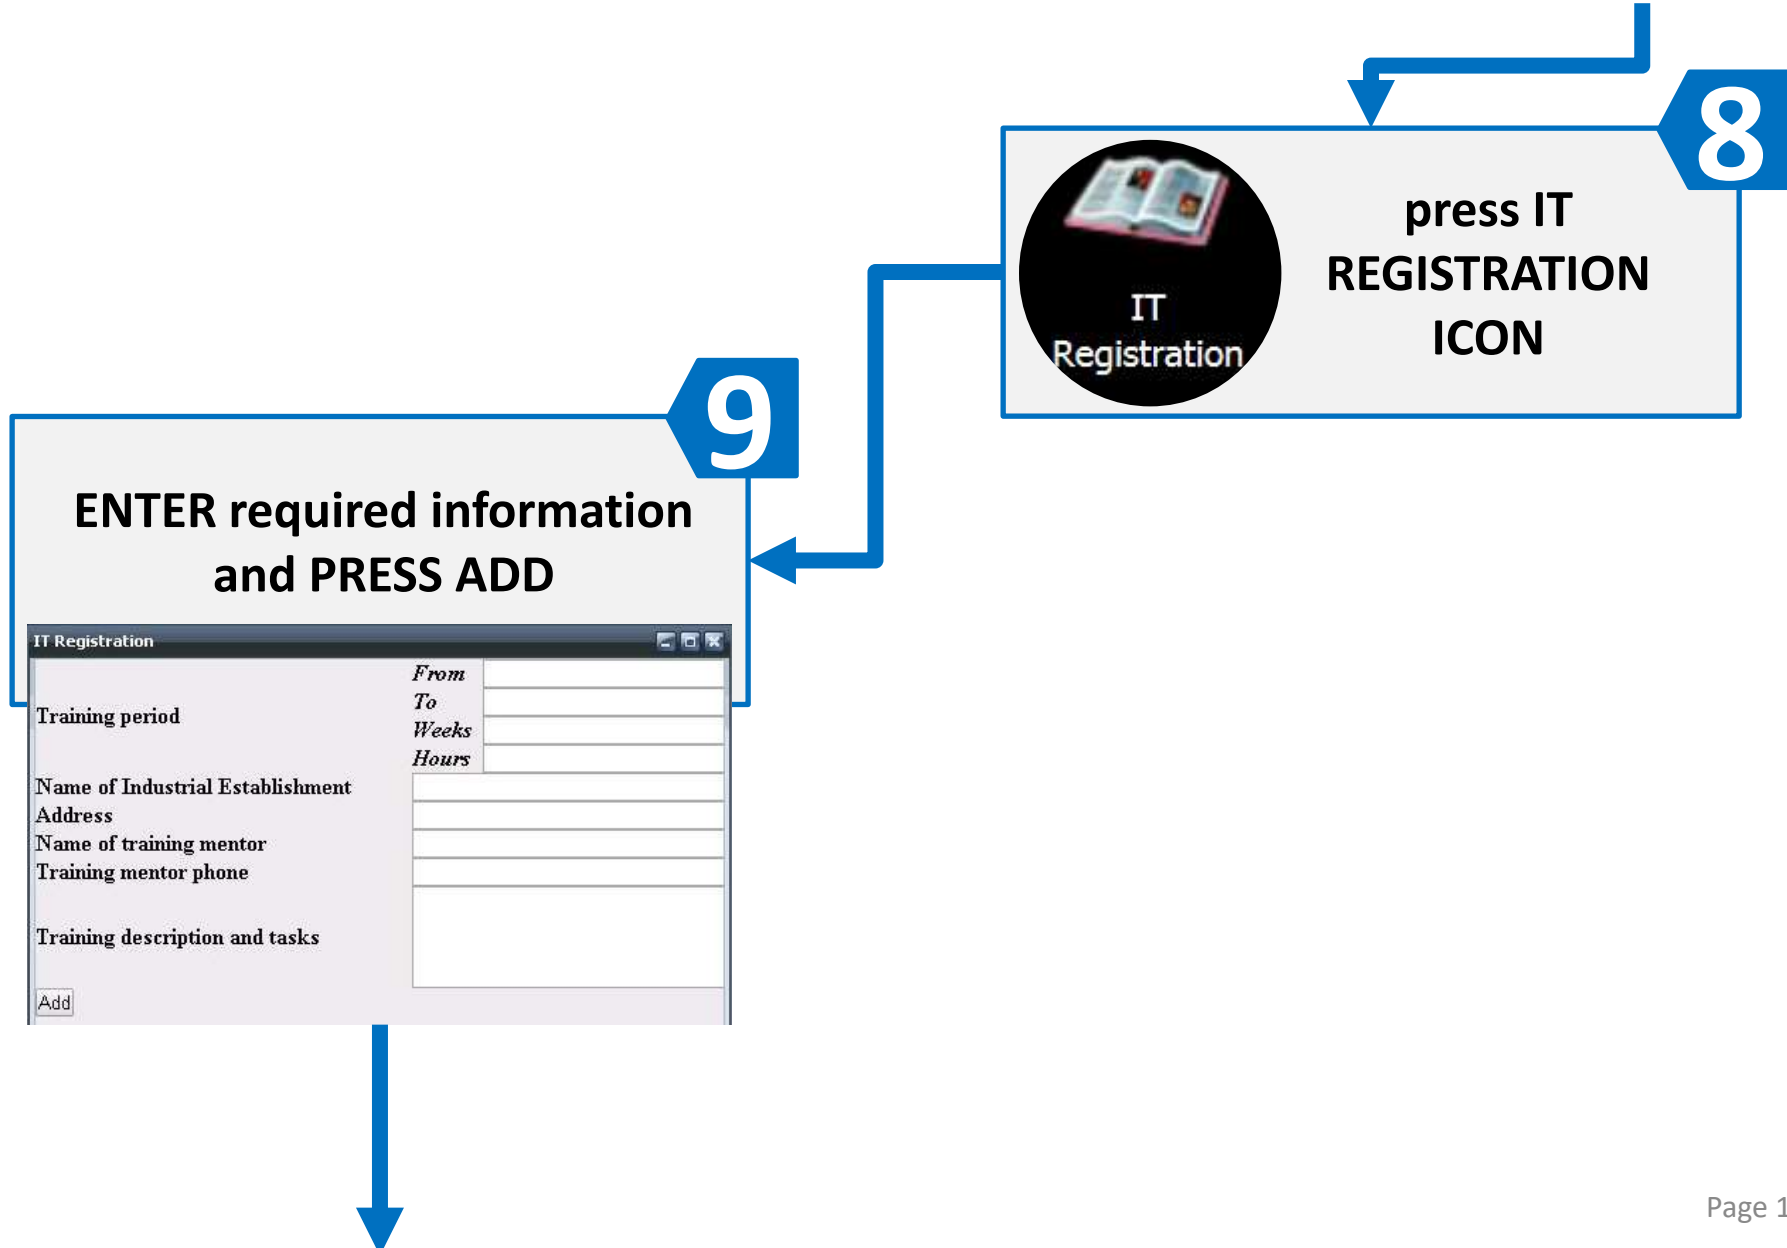 8
press IT
REGISTRATION
ICON
IT
Registration
9
ENTER required information
and PRESS ADD
IT Registration
Training period
From
To
Weeks
Hours
Name of Industrial Establishment
Address
Name of training mentor
Training mentor phone
Training description and tasks
Add
Page 1